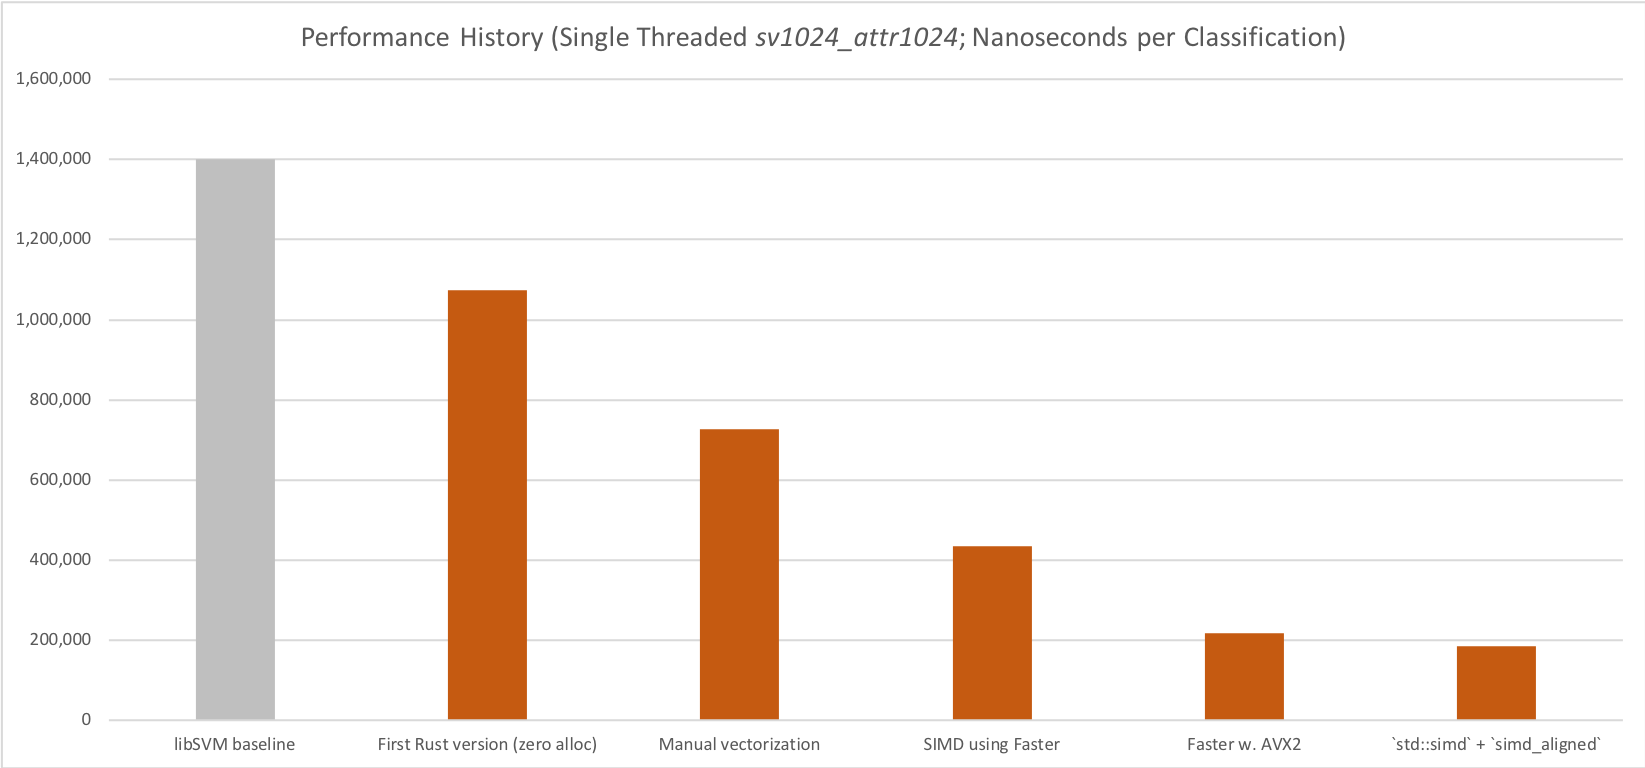 Performance History (Single Threaded sv1024_attr1024; Nanoseconds per Classification)
1,600,000
1,400,000
1,200,000
1,000,000
800,000
600,000
400,000
200,000
0
libSVM baseline
First Rust version (zero alloc)
Manual vectorization
SIMD using Faster
Faster w. AVX2
`std::simd` + `simd_aligned`